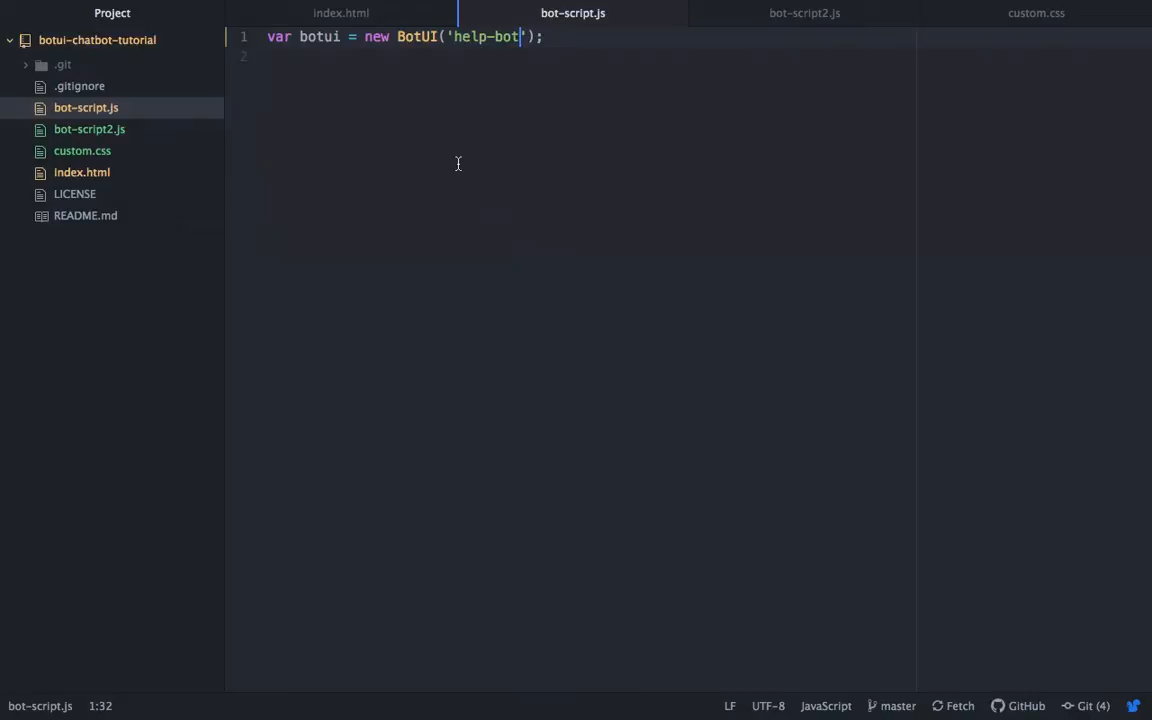 Project
index.html
bot-script.js
bot-script2.js
custom.css
botui-chatbot-tutorial
.git
.gitignore
bot-script.js
bot-script2.js
custom.css
index.html
LICENSE
README.md
1 var botui = new BotUI('help-bot');
2
bot-script.js 1:32 LF UTF-8 JavaScript master Fetch GitHub Git (4)